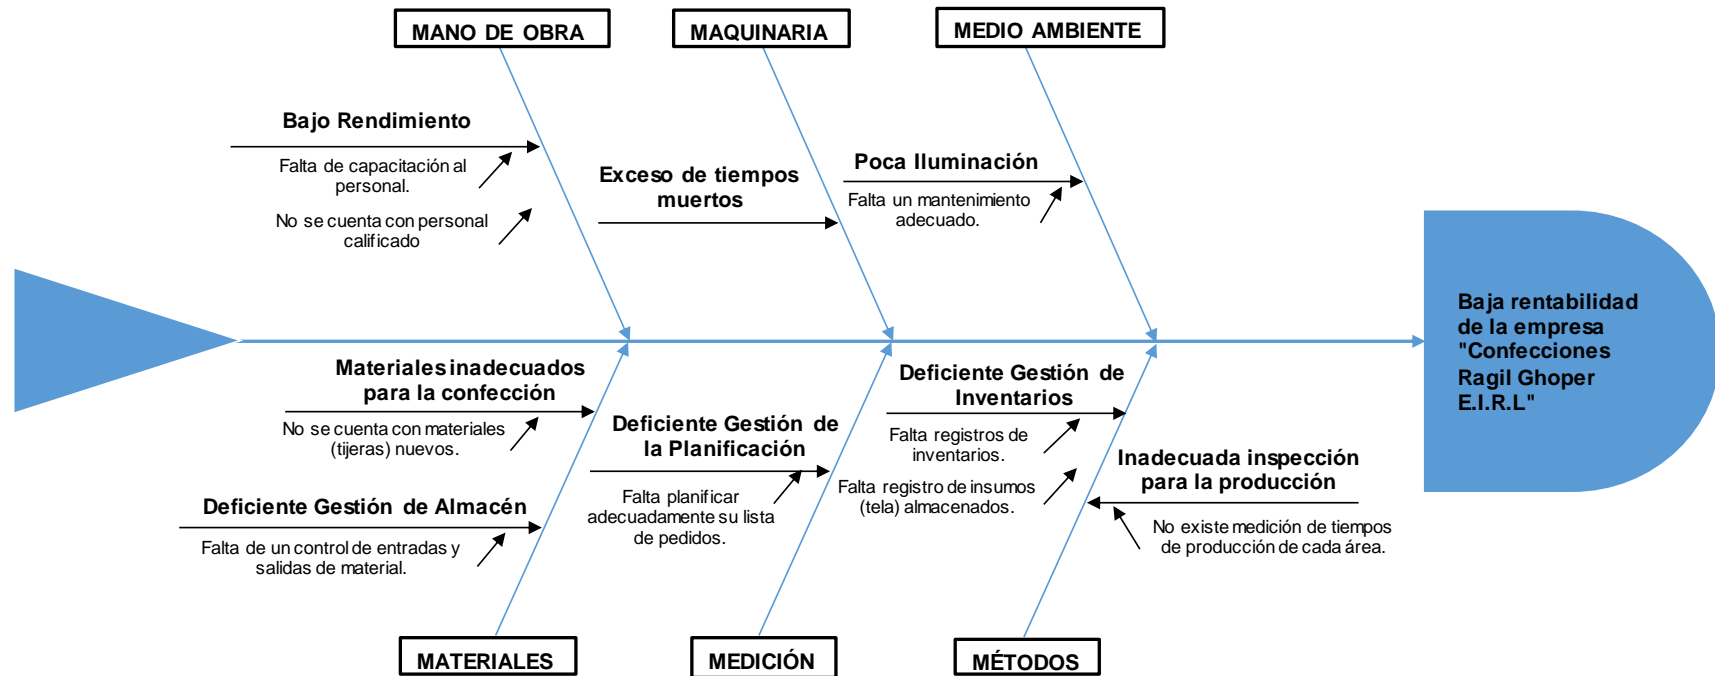 MANO DE OBRA
MAQUINARIA
MEDIO AMBIENTE
Bajo Rendimiento
Falta de capacitación al
personal.
No se cuenta con personal
calificado
Exceso de tiempos
muertos
Poca Iluminación
Falta un mantenimiento
adecuado.
Baja rentabilidad
de la empresa
"Confecciones
Ragil Ghoper
E.I.R.L"
Materiales inadecuados
para la confección
No se cuenta con materiales
(tijeras) nuevos.
Deficiente Gestión de Almacén
Falta de un control de entradas y
salidas de material.
Deficiente Gestión de
la Planificación
Falta planificar
adecuadamente su lista
de pedidos.
Deficiente Gestión de
Inventarios
Falta registros de
inventarios.
Falta registro de insumos
(tela) almacenados.
Inadecuada inspección
para la producción
No existe medición de tiempos
de producción de cada área.
MATERIALES
MEDICIÓN
MÉTODOS